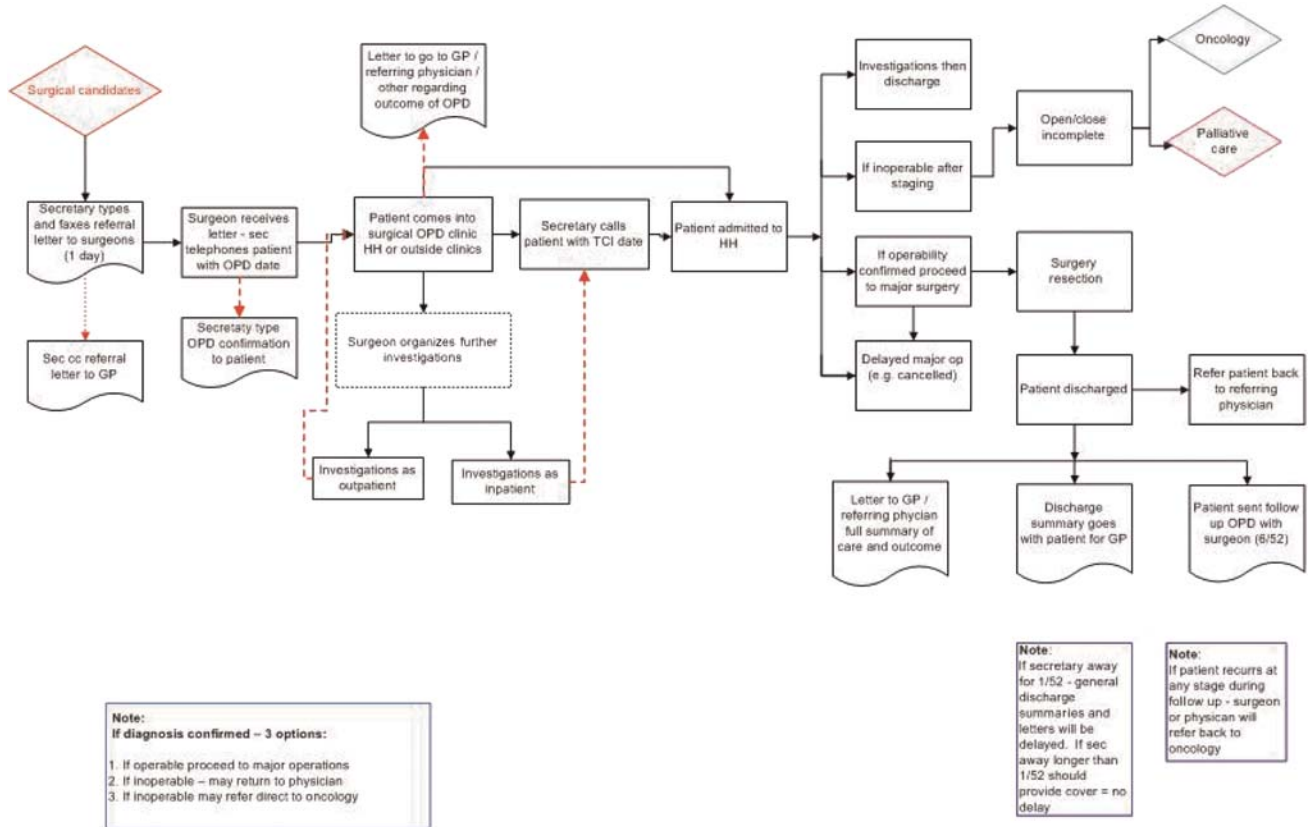 Surgical candidates
Secretary types
and faxes referral
letter to surgeons
(1 day)
Sec cc referral
letter to GP
Surgeon receives
letter - sec
telephones patient
with OPD date
Secretaty type
OPD confirmation
to patient
Letter to go to GP /
referring physician /
other regarding
outcome of OPD
Patient comes into
surgical OPD clinic
HH or outside clinics
Surgeon organizes further
investigations
Investigations as
outpatient
Investigations as
inpatient
Secretary calls
patient with TCI date
Patient admitted to
HH
Investigations then
discharge
If inoperable after
staging
Open/close
incomplete
Oncology
Palliative
care
If operability
confirmed proceed
to major surgery
Surgery
resection
Delayed major op
(e.g. cancelled)
Patient discharged
Refer patient back
to referring
physician
Letter to GP /
referring phycian
full summary of
care and outcome
Discharge
summary goes
with patient for GP
Patient sent follow
up OPD with
surgeon (6/52)
Note:
If diagnosis confirmed – 3 options:
1. If operable proceed to major operations
2. If inoperable – may return to physician
3. If inoperable may refer direct to oncology
Note:
If secretary away
for 1/52 - general
discharge
summaries and
letters will be
delayed. If sec
away longer than
1/52 should
provide cover = no
delay
Note:
If patient recurrs at
any stage during
follow up - surgeon
or physican will
refer back to
oncology